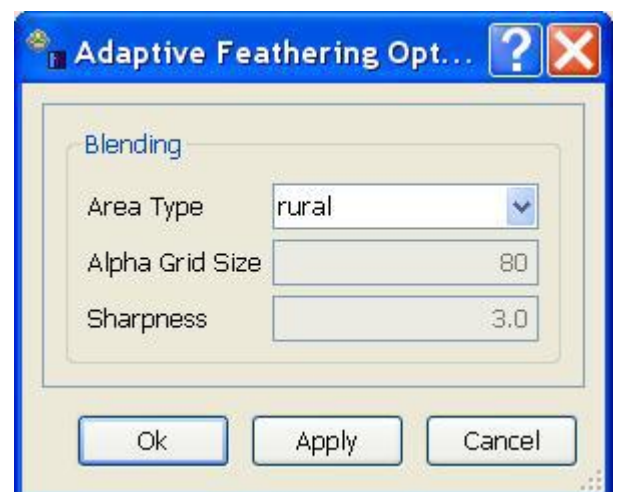 Adaptive Feathering Opt...
Blending
Area Type rural
Alpha Grid Size 80
Sharpness 3.0
Ok Apply Cancel